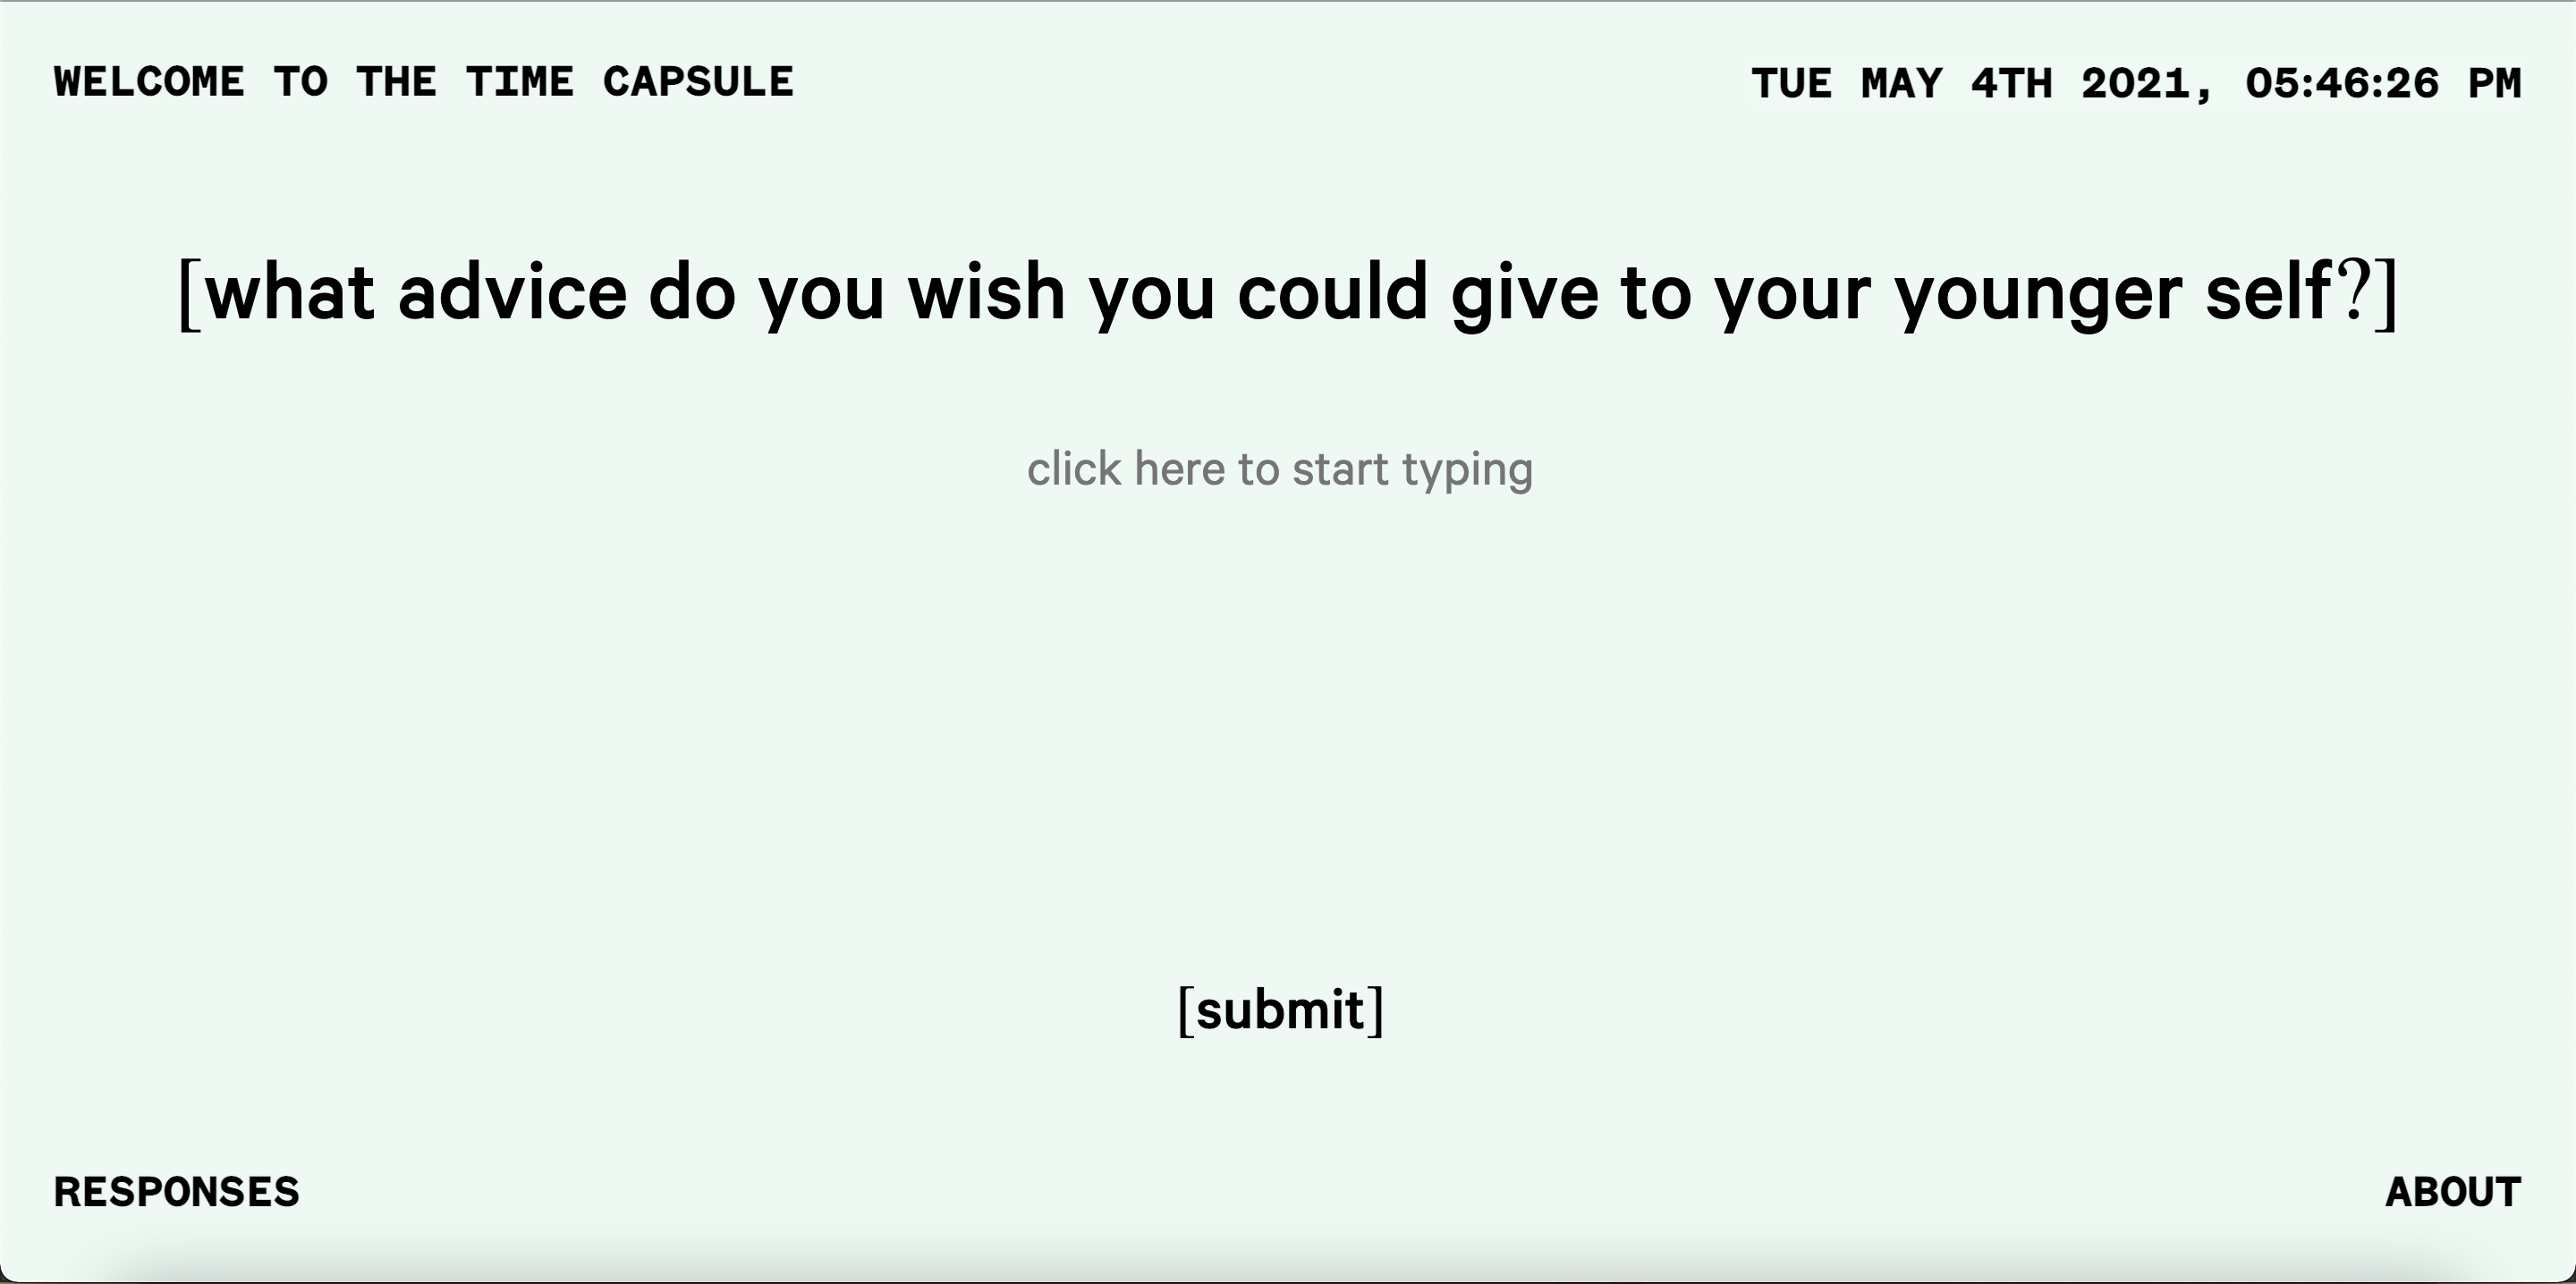 WELCOME TO THE TIME CAPSULE
TUE MAY 4TH 2021, 05:46:26 PM
[what advice do you wish you could give to your younger self?]
click here to start typing
[submit]
RESPONSES
ABOUT